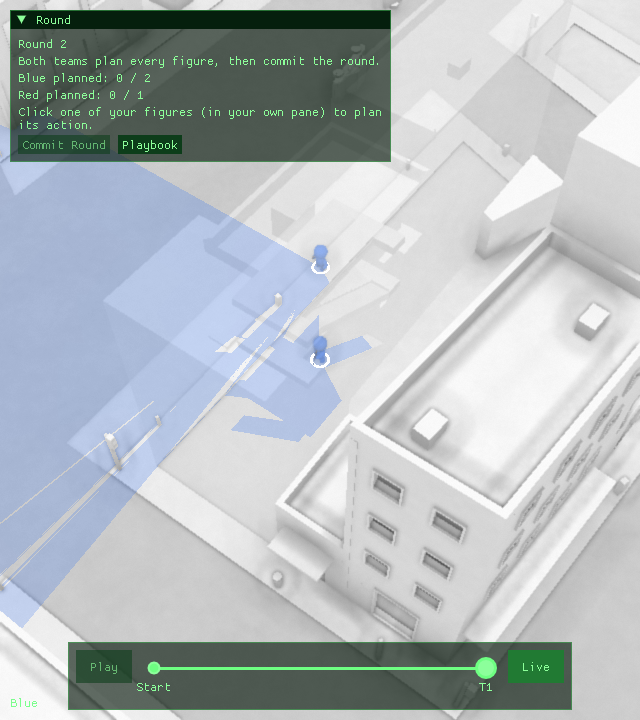 Round
Round 2
Both teams plan every figure, then commit the round.
Blue planned: 0 / 2
Red planned: 0 / 1
Click one of your figures (in your own pane) to plan
its action.
Commit Round Playbook
Play Live
Start T1
Blue